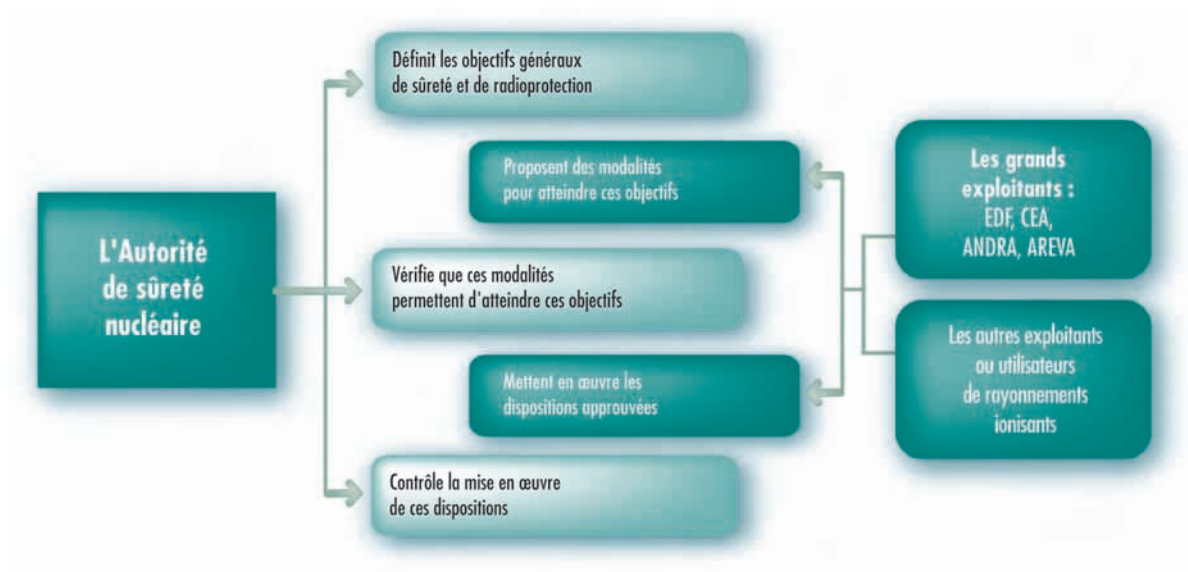 L'Autorité
de sûreté
nucléaire
Définit les objectifs généraux
de sûreté et de radioprotection
Proposent des modalités
pour atteindre ces objectifs
Vérifie que ces modalités
permettent d'atteindre ces objectifs
Mettent en œuvre les
dispositions approuvées
Contrôle la mise en œuvre
de ces dispositions
Les grands
exploitants :
EDF, CEA,
ANDRA, AREVA
Les autres exploitants
ou utilisateurs
de rayonnements
ionisants